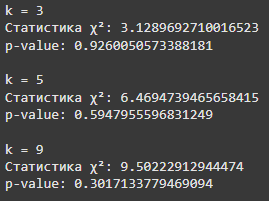 k = 3
Статистика χ²: 3.1289692710016523
p-value: 0.9260050573388181
k = 5
Статистика χ²: 6.4694739465658415
p-value: 0.5947955596831249
k = 9
Статистика χ²: 9.50222912944474
p-value: 0.3017133779469094